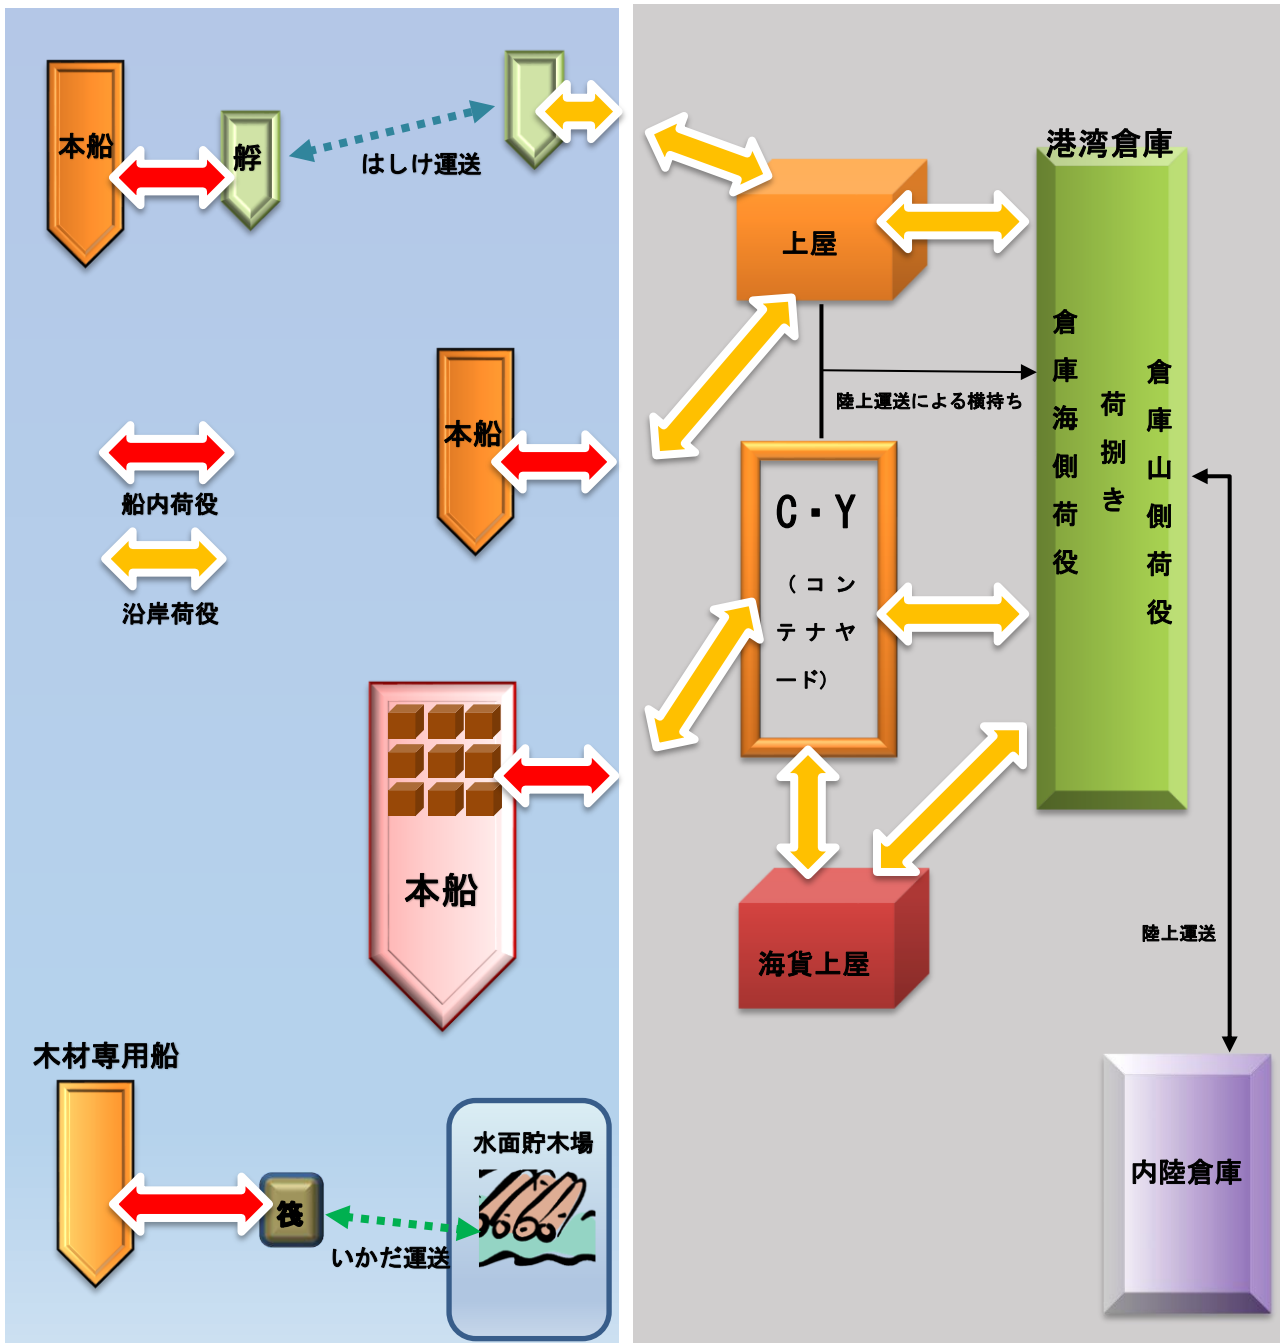 本船
艀
はしけ運送
本船
船内荷役
沿岸荷役
本船
木材専用船
筏
いかだ運送
水面貯木場
上屋
港湾倉庫
倉庫海側荷役
荷捌き
倉庫山側荷役
陸上運送による横持ち
C・Y
（コン
テナヤ
ード）
海貨上屋
陸上運送
内陸倉庫